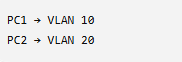 PC1 → VLAN 10
PC2 → VLAN 20